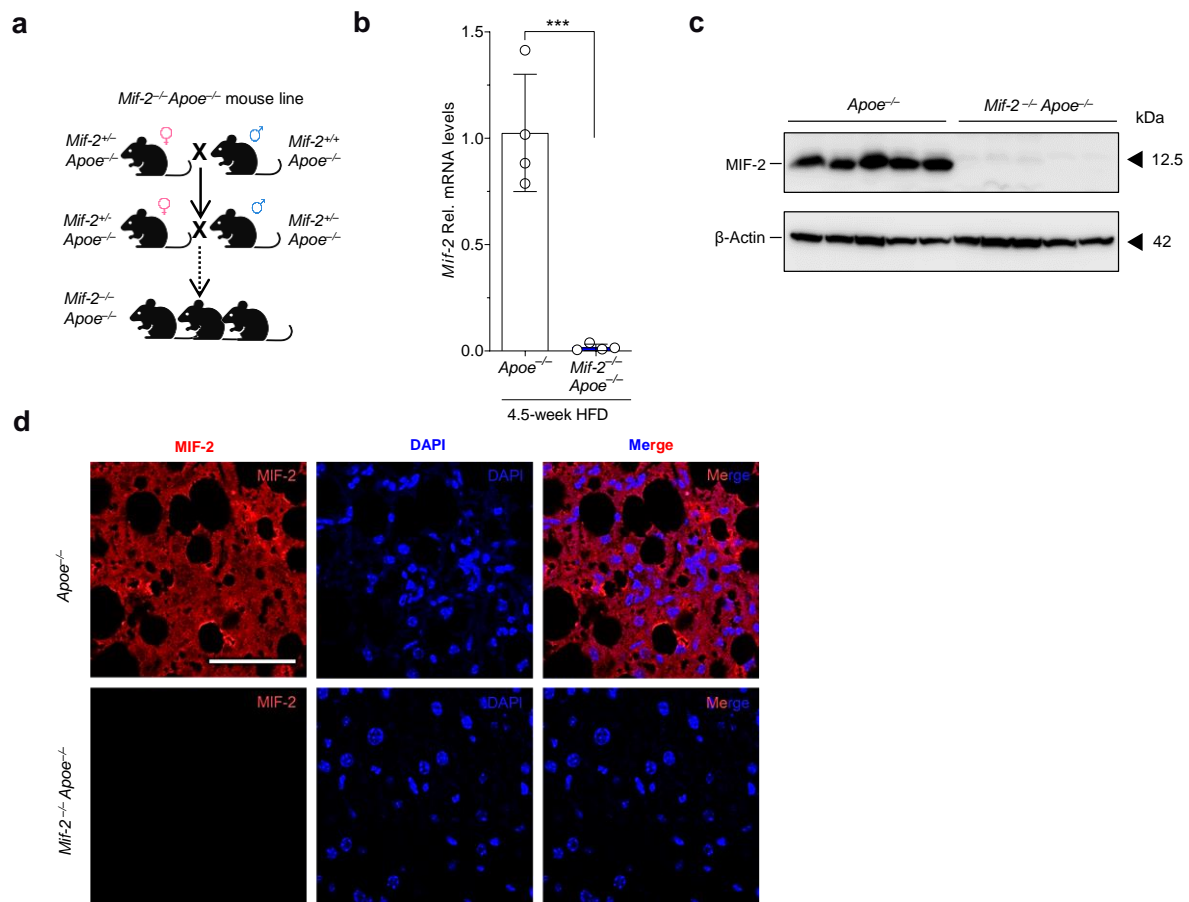 a
Mif-2⁻/⁻Apoe⁻/⁻ mouse line
Mif-2⁺/⁻
Apoe⁻/⁻
♀
X
♂
Mif-2⁺/⁺
Apoe⁻/⁻
Mif-2⁺/⁻
Apoe⁻/⁻
♀
X
♂
Mif-2⁺/⁻
Apoe⁻/⁻
Mif-2⁻/⁻
Apoe⁻/⁻
b
Mif-2 Rel. mRNA levels
1.5
1.0
0.5
0.0
***
Apoe⁻/⁻
Mif-2⁻/⁻
Apoe⁻/⁻
4.5-week HFD
c
Apoe⁻/⁻
Mif-2⁻/⁻ Apoe⁻/⁻
kDa
MIF-2
12.5
β-Actin
42
d
MIF-2
DAPI
Merge
Apoe⁻/⁻
MIF-2
DAPI
Merge
Mif-2⁻/⁻ Apoe⁻/⁻
MIF-2
DAPI
Merge